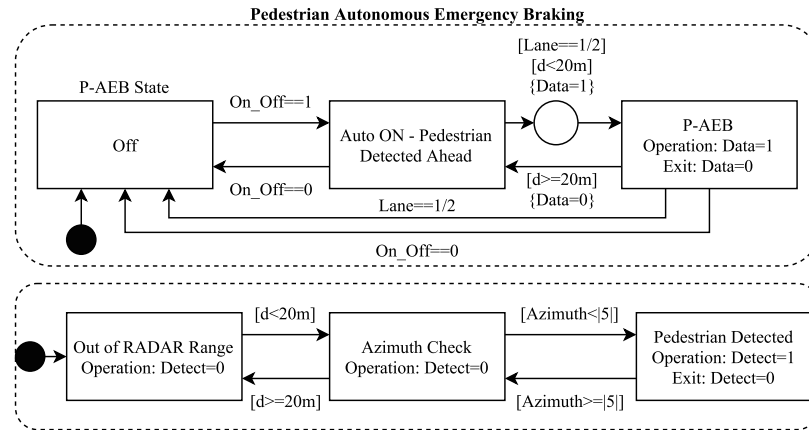 Pedestrian Autonomous Emergency Braking
P-AEB State
Off
On_Off==1
On_Off==0
Auto ON - Pedestrian
Detected Ahead
[Lane==1/2]
[d<20m]
{Data=1}
[d>=20m]
{Data=0}
P-AEB
Operation: Data=1
Exit: Data=0
Lane==1/2
On_Off==0
Out of RADAR Range
Operation: Detect=0
[d<20m]
[d>=20m]
Azimuth Check
Operation: Detect=0
[Azimuth<|5|]
[Azimuth>=|5|]
Pedestrian Detected
Operation: Detect=1
Exit: Detect=0